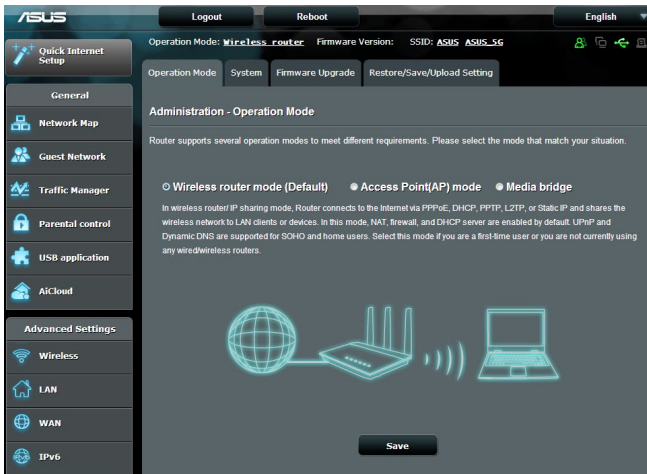 ASUS
Logout
Reboot
English
Quick Internet
Setup
Operation Mode: Wireless router Firmware Version: SSID: ASUS ASUS_5G
Operation Mode
System
Firmware Upgrade
Restore/Save/Upload Setting
General
Network Map
Guest Network
Traffic Manager
Parental control
USB application
AiCloud
Advanced Settings
Wireless
LAN
WAN
IPv6
Administration - Operation Mode
Router supports several operation modes to meet different requirements. Please select the mode that match your situation.
Wireless router mode (Default) Access Point(AP) mode Media bridge
In wireless router/ IP sharing mode, Router connects to the Internet via PPPoE, DHCP, PPTP, L2TP, or Static IP and shares the
wireless network to LAN clients or devices. In this mode, NAT, firewall, and DHCP server are enabled by default. UPnP and
Dynamic DNS are supported for SOHO and home users. Select this mode if you are a first-time user or you are not currently using
any wired/wireless routers.
Save